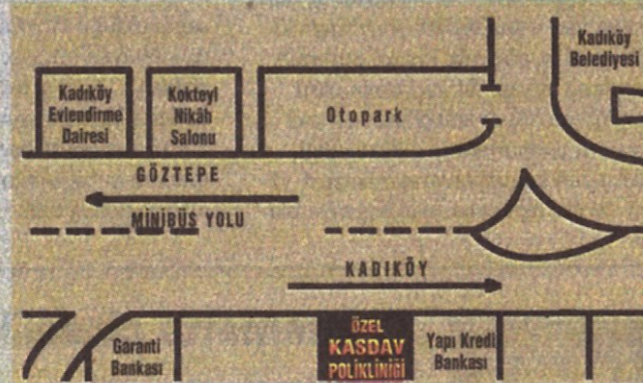 Kadıköy
Belediyesi
Kadıköy
Evlendirme
Dairesi
Kokteyl
Nikâh
Salonu
Otopark
GÖZTEPE
MİNİBÜS YOLU
KADIKÖY
Garanti
Bankası
ÖZEL
KASDAV
POLİKLİNİĞİ
Yapı Kredi
Bankası